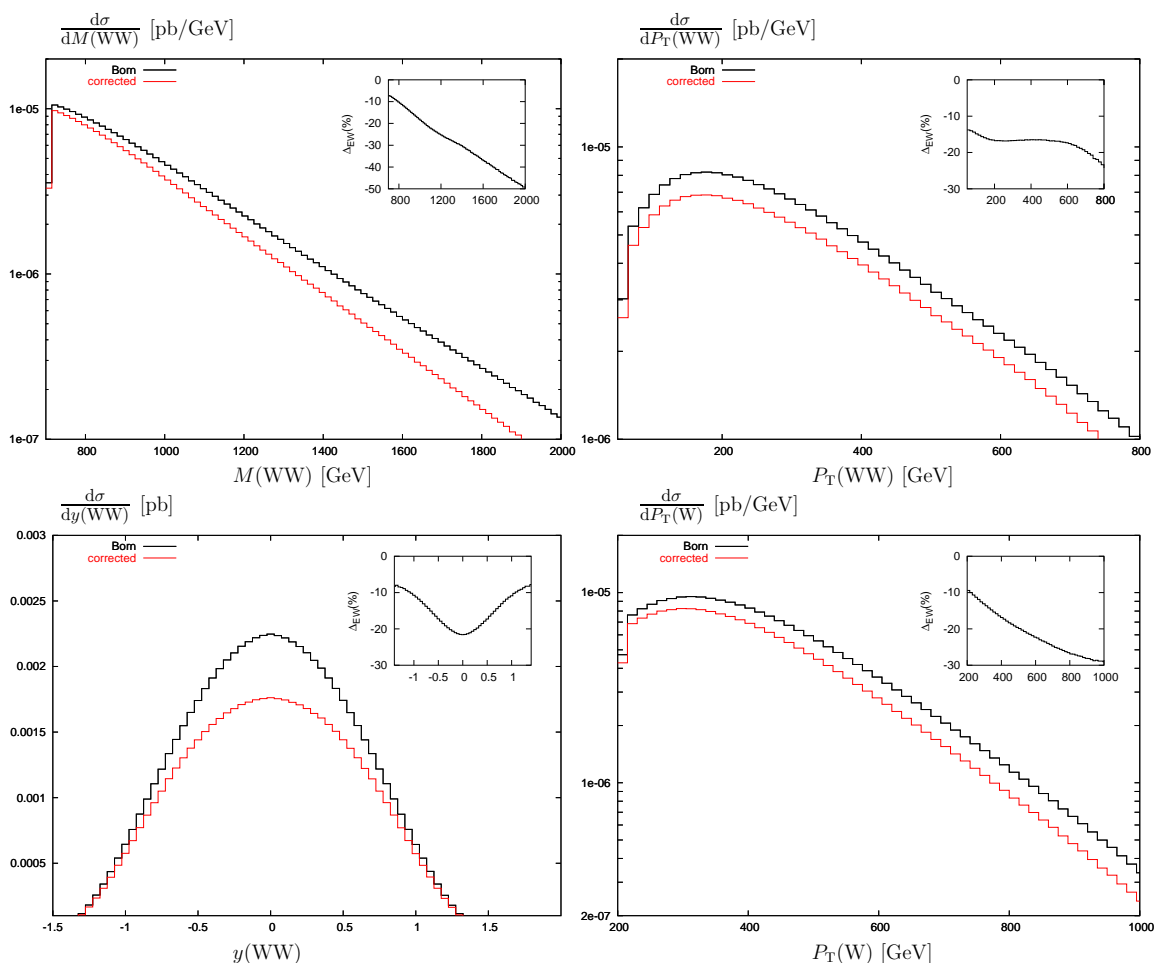 dσ
dM(WW) [pb/GeV]
Born
corrected
1e-05
1e-06
1e-07
800 1000 1200 1400 1600 1800 2000
M(WW) [GeV]
0
-10
-20
-30
-40
-50
Δ_EW(%)
800 1200 1600 2000
dσ
dP_T(WW) [pb/GeV]
Born
corrected
1e-05
1e-06
200 400 600 800
P_T(WW) [GeV]
0
-10
-20
-30
Δ_EW(%)
200 400 600 800
dσ
dy(WW) [pb]
Born
corrected
0.003
0.0025
0.002
0.0015
0.001
0.0005
-1.5 -1 -0.5 0 0.5 1 1.5
y(WW)
0
-10
-20
-30
Δ_EW(%)
-1 -0.5 0 0.5 1
dσ
dP_T(W) [pb/GeV]
Born
corrected
1e-05
1e-06
2e-07
200 400 600 800 1000
P_T(W) [GeV]
0
-10
-20
-30
Δ_EW(%)
200 400 600 800 1000